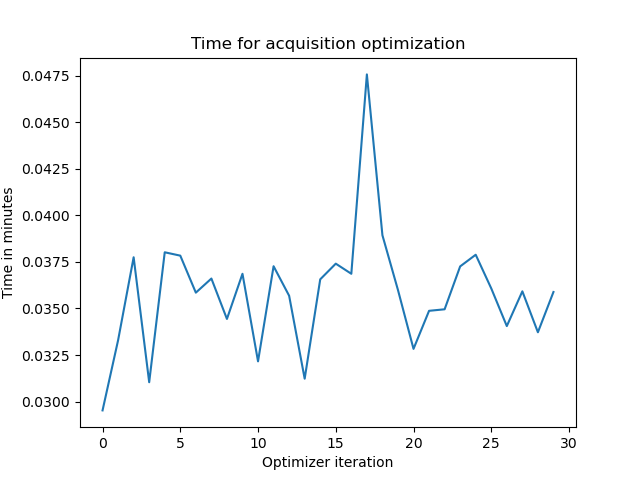 Time for acquisition optimization
0.0475
0.0450
0.0425
0.0400
0.0375
0.0350
0.0325
0.0300
Time in minutes
0 5 10 15 20 25 30
Optimizer iteration